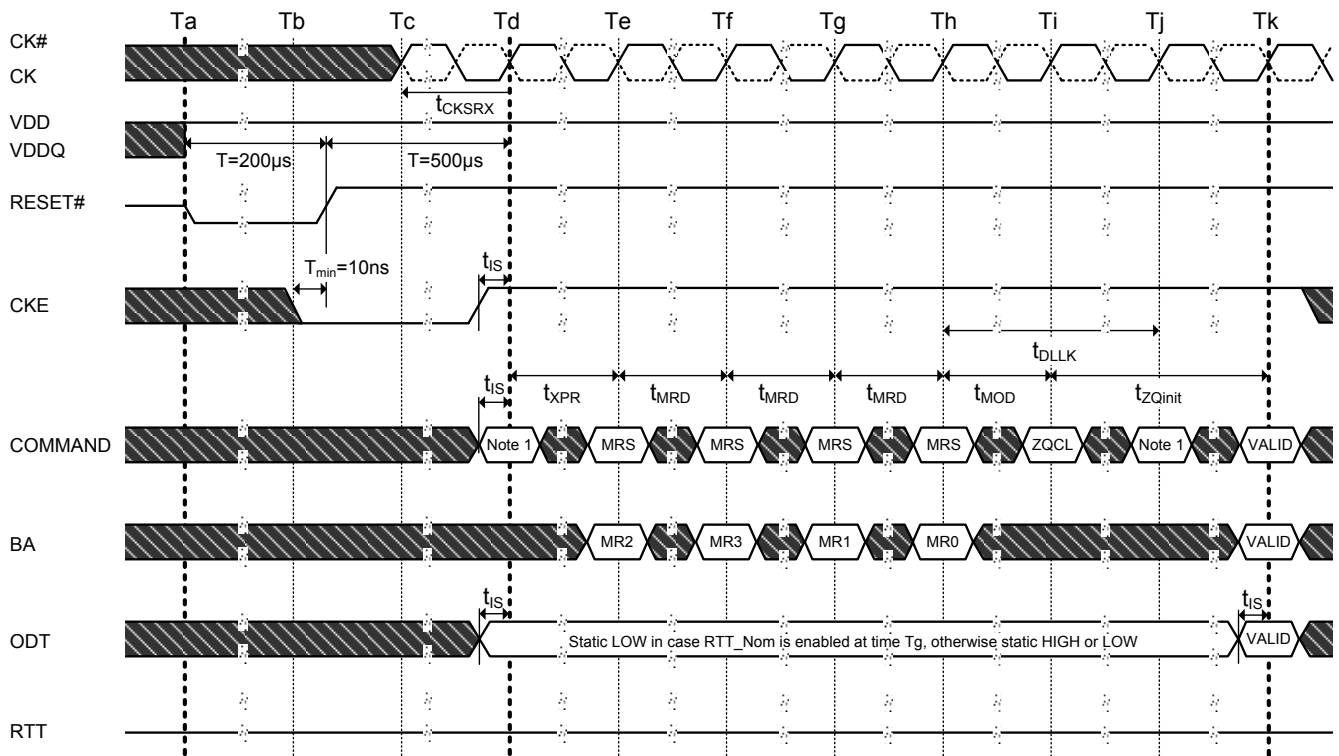 Ta Tb Tc Td Te Tf Tg Th Ti Tj Tk
CK#
CK
tCKSRX
VDD
VDDQ
T=200µs T=500µs
RESET#
Tmin=10ns
tIS
CKE
tDLLK
tIS
tXPR tMRD tMRD tMRD tMOD tZQinit
COMMAND Note 1 MRS MRS MRS MRS ZQCL Note 1 VALID
BA MR2 MR3 MR1 MR0 VALID
tIS tIS
ODT Static LOW in case RTT_Nom is enabled at time Tg, otherwise static HIGH or LOW VALID
RTT